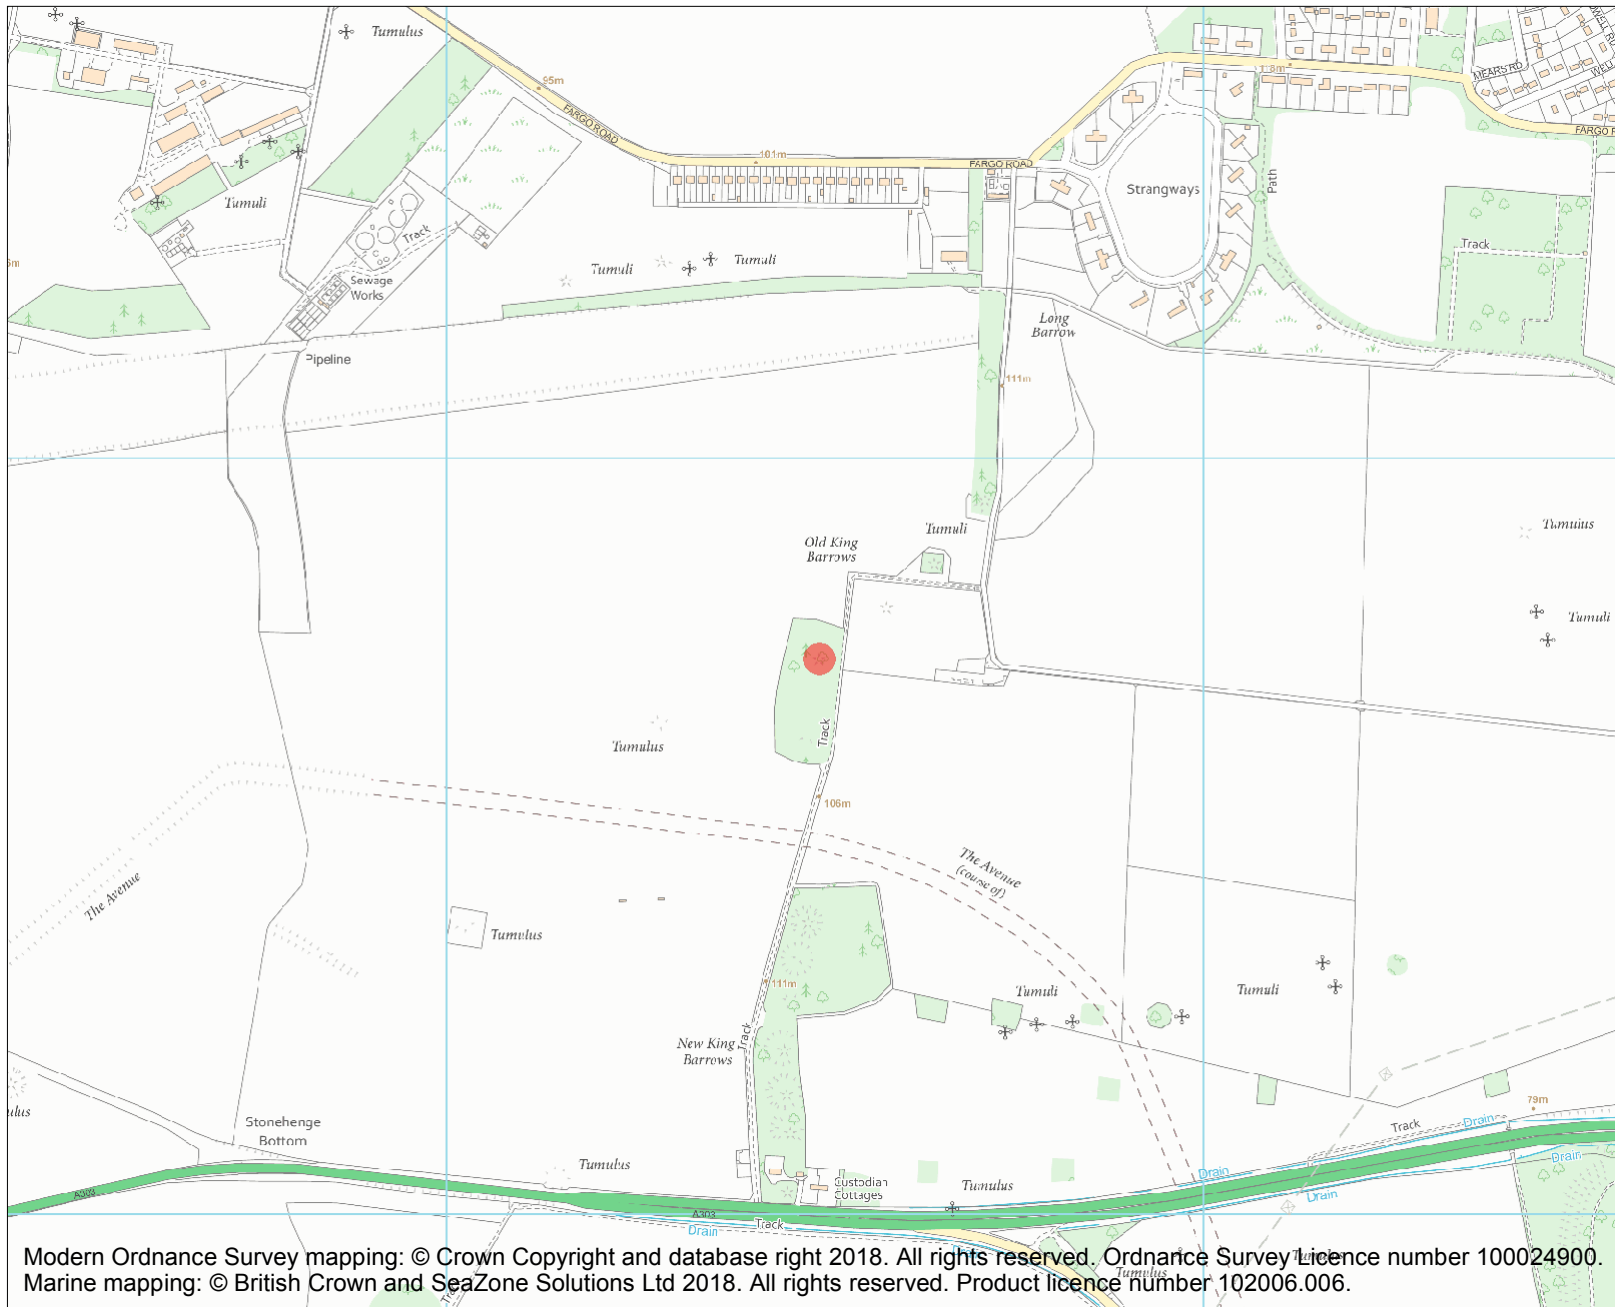 Tumulus
95m
FARGO ROAD
MEARS RD
FARGO R
101m
FARGO ROAD
Strangways
Path
Track
Tumuli
Track
Sewage
Works
Tumuli
Tumuli
Pipeline
Long
Barrow
111m
Tumulus
Tumuli
Old King
Barrows
Tumuli
Track
Tumulus
106m
The Avenue
(course of)
The Avenue
Tumulus
111m
Tumuli
Tumuli
Track
New King
Barrows
ulus
Stonehenge
Bottom
79m
Track
Drain
Drain
Tumulus
Custodian
Cottages
Tumulus
Drain
Drain
A303
A303
Track
Drain
Tumulus
Tumulus
Track
Modern Ordnance Survey mapping: © Crown Copyright and database right 2018. All rights reserved. Ordnance Survey Licence number 100024900.
Marine mapping: © British Crown and SeaZone Solutions Ltd 2018. All rights reserved. Product licence number 102006.006.